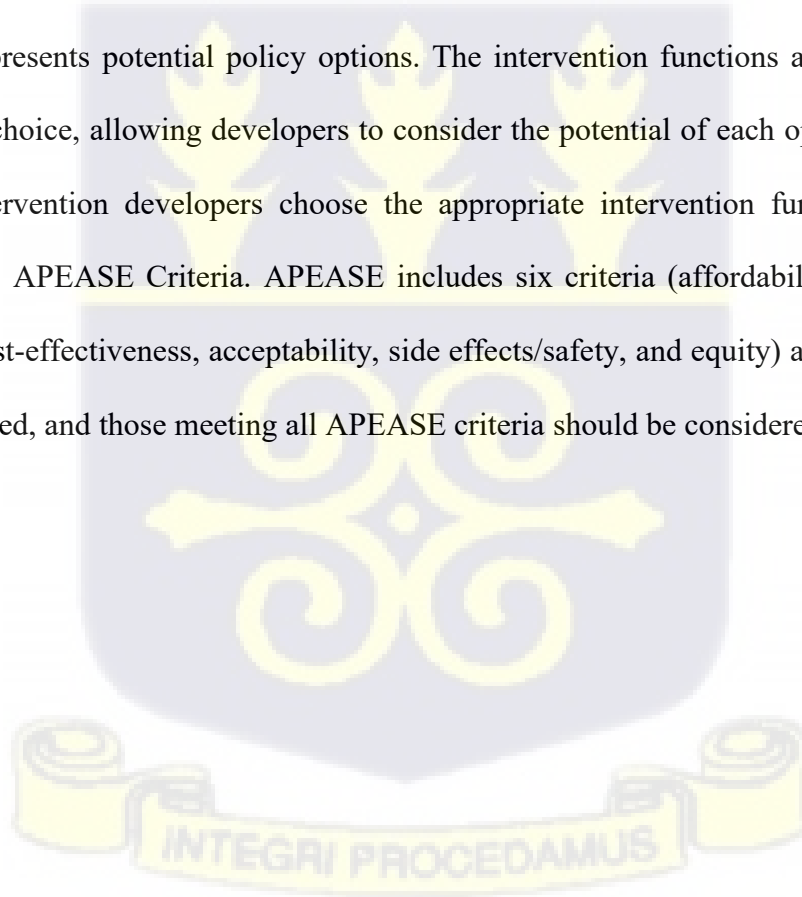 presents potential policy options. The intervention functions a
choice, allowing developers to consider the potential of each o
ervention developers choose the appropriate intervention fu
APEASE Criteria. APEASE includes six criteria (affordabil
st-effectiveness, acceptability, side effects/safety, and equity) a
ed, and those meeting all APEASE criteria should be considere
INTEGRI PROCEDAMUS